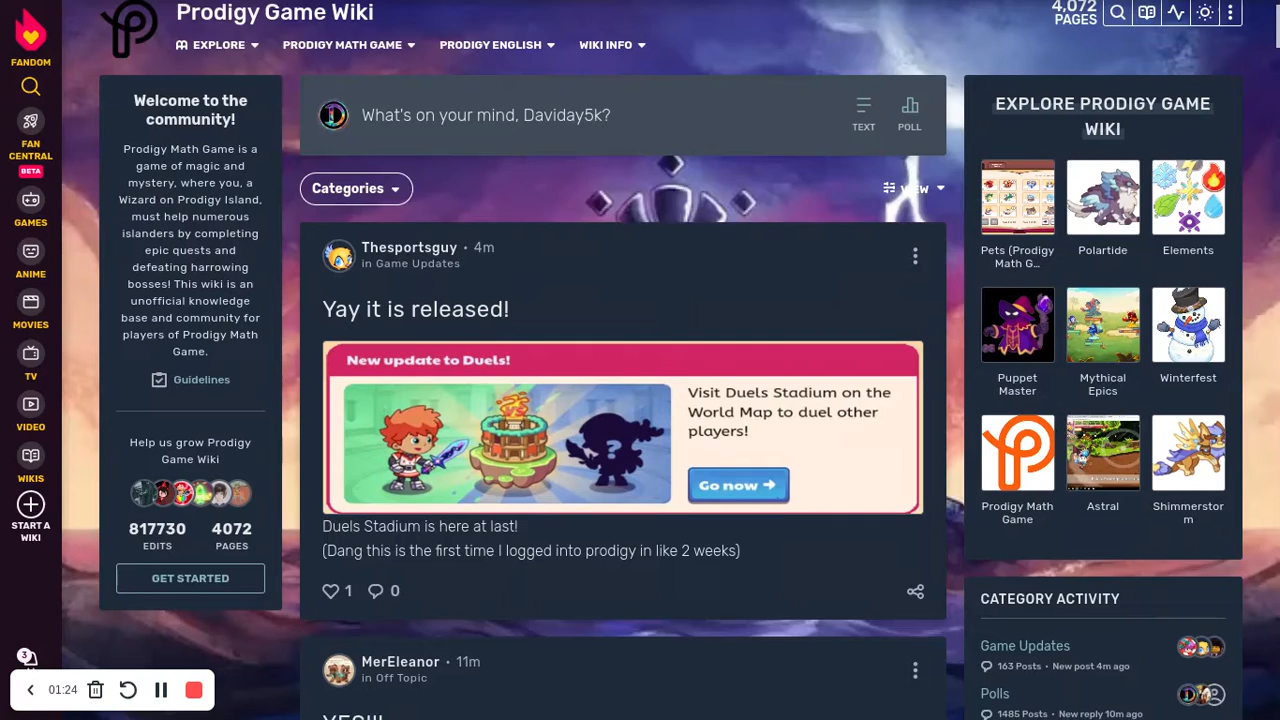 Prodigy Game Wiki
4,072
PAGES
EXPLORE
PRODIGY MATH GAME
PRODIGY ENGLISH
WIKI INFO
FANDOM
FAN
CENTRAL
BETA
GAMES
ANIME
MOVIES
TV
VIDEO
WIKIS
START A
WIKI
3
01:24
Welcome to the
community!
Prodigy Math Game is a
game of magic and
mystery, where you, a
Wizard on Prodigy Island,
must help numerous
islanders by completing
epic quests and
defeating harrowing
bosses! This wiki is an
unofficial knowledge
base and community for
players of Prodigy Math
Game.
Guidelines
Help us grow Prodigy
Game Wiki
817730
EDITS
4072
PAGES
GET STARTED
What's on your mind, Daviday5k?
TEXT
POLL
Categories
VIEW
Thesportsguy • 4m
in Game Updates
Yay it is released!
New update to Duels!
Visit Duels Stadium on the
World Map to duel other
players!
Go now
Duels Stadium is here at last!
(Dang this is the first time I logged into prodigy in like 2 weeks)
1
0
MerEleanor • 11m
in Off Topic
YES!!!
EXPLORE PRODIGY GAME
WIKI
Pets (Prodigy
Math G...
Polartide
Elements
Puppet
Master
Mythical
Epics
Winterfest
Prodigy Math
Game
Astral
Shimmerstor
m
CATEGORY ACTIVITY
Game Updates
163 Posts • New post 4m ago
Polls
1485 Posts • New reply 10m ago